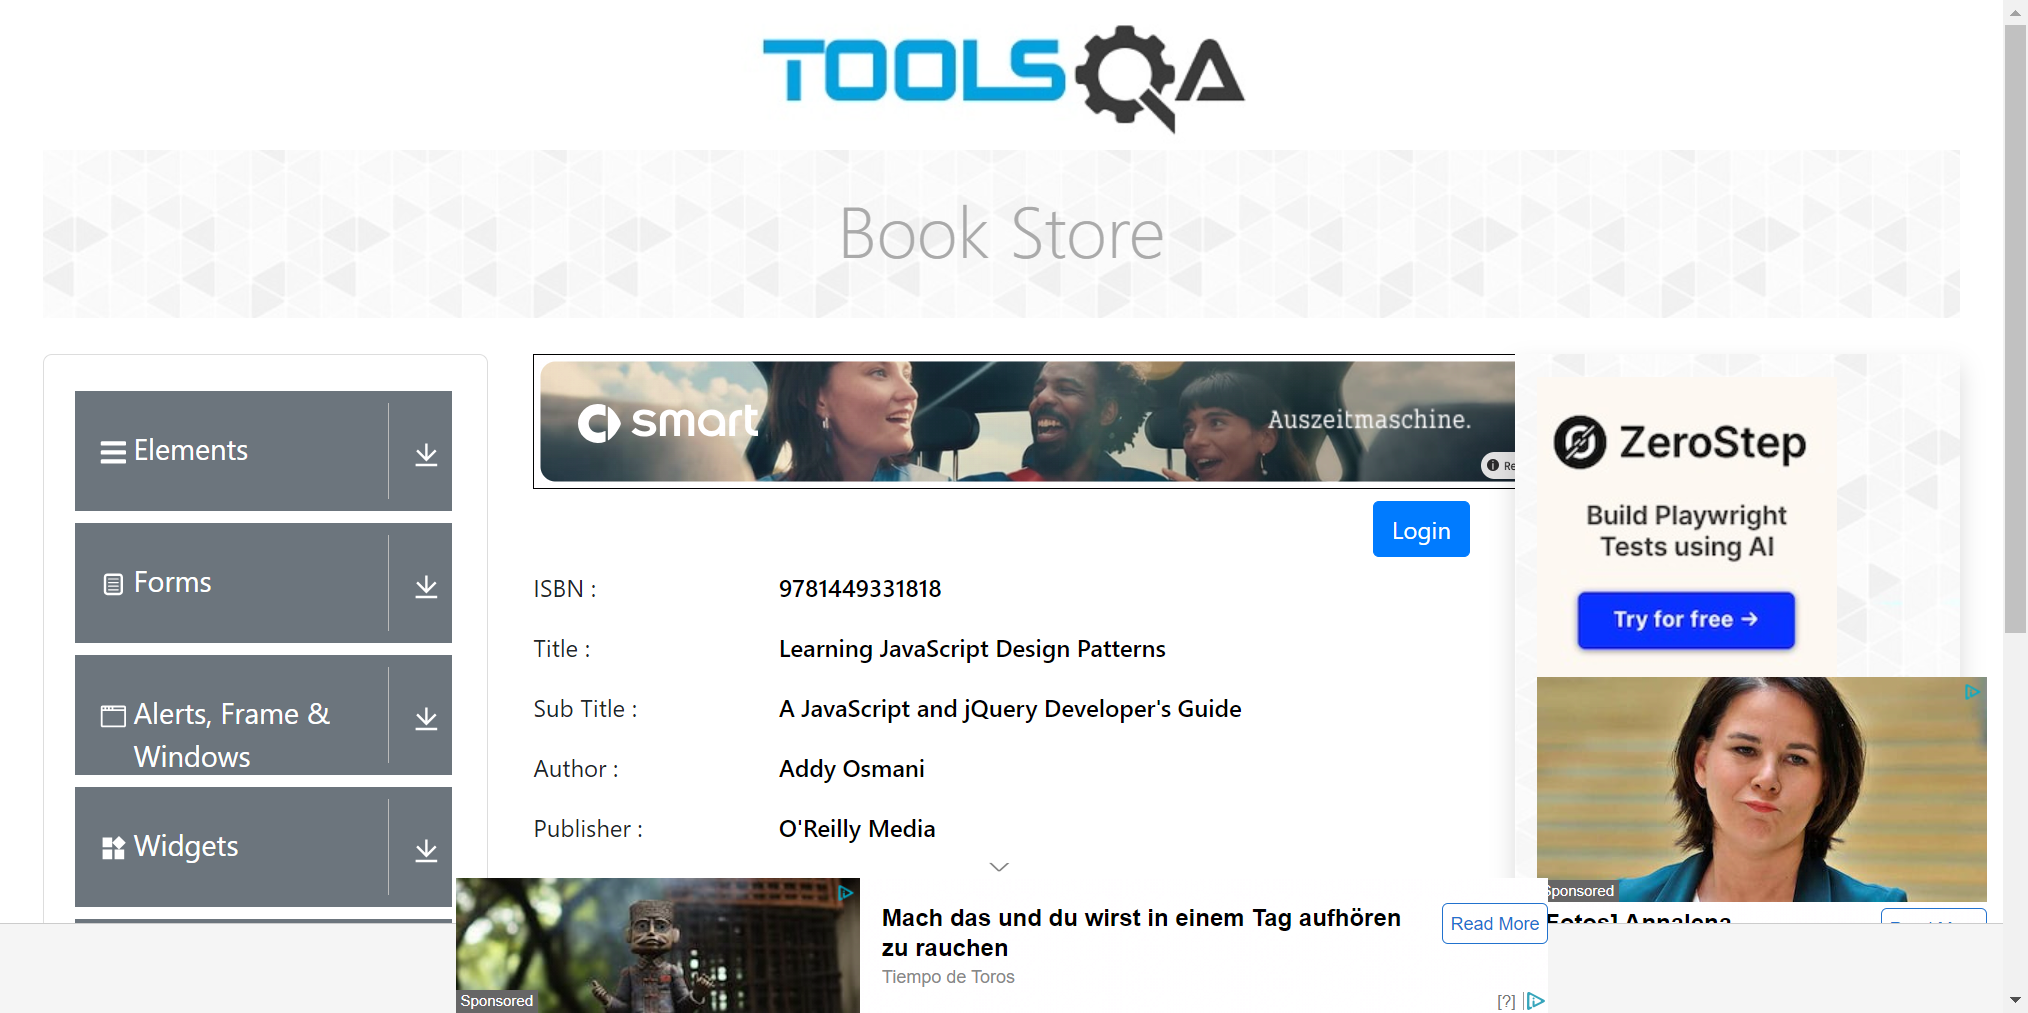 TOOLSQA
Book Store
Elements
Forms
Alerts, Frame &
Windows
Widgets
smart
Auszeitmaschine.
Re
Login
ISBN :
9781449331818
Title :
Learning JavaScript Design Patterns
Sub Title :
A JavaScript and jQuery Developer's Guide
Author :
Addy Osmani
Publisher :
O'Reilly Media
ZeroStep
Build Playwright
Tests using AI
Try for free →
Sponsored
Fotos] Annalena
Mach das und du wirst in einem Tag aufhören
zu rauchen
Tiempo de Toros
Read More
Sponsored
[?]